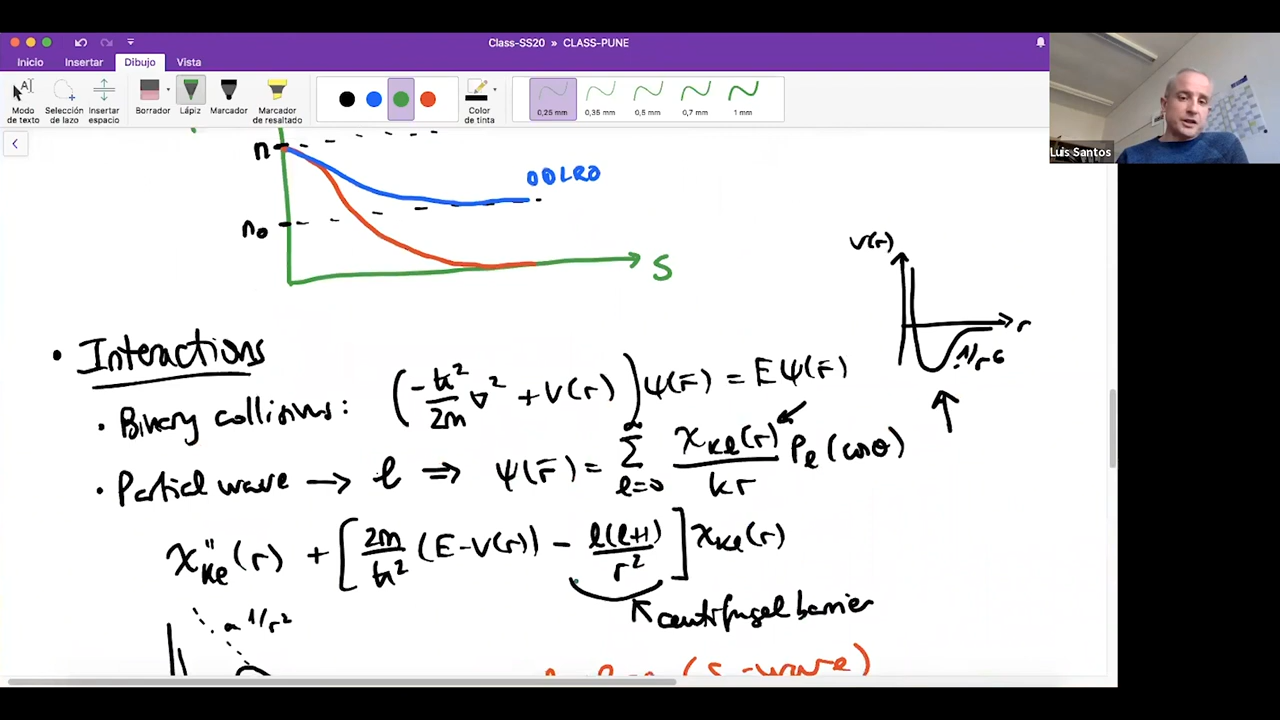 Class-SS20 » CLASS-PUNE
Inicio Insertar Dibujo Vista
Modo de texto
Selección de lazo
Insertar espacio
Borrador
Lápiz
Marcador
Marcador de resaltado
Color de tinta
0,25 mm 0,35 mm 0,5 mm 0,7 mm 1 mm
Luis Santos
n
ODLRO
n₀
S
V(r)
r
1/r⁶
• Interactions
• Binary collisions: (-ħ²/2m ∇² + V(r)) ψ(r̄) = E ψ(r̄)
• Partial wave → l ⇒ ψ(r̄) = ∑_{l=0}^{∞} χ_{kl}(r)/kr P_l(cosθ)
χ''_{kl}(r) + [2m/ħ² (E-V(r)) - l(l+1)/r²] χ_{kl}(r)
centrifugal barrier
~ 1/r²
(s-wave)